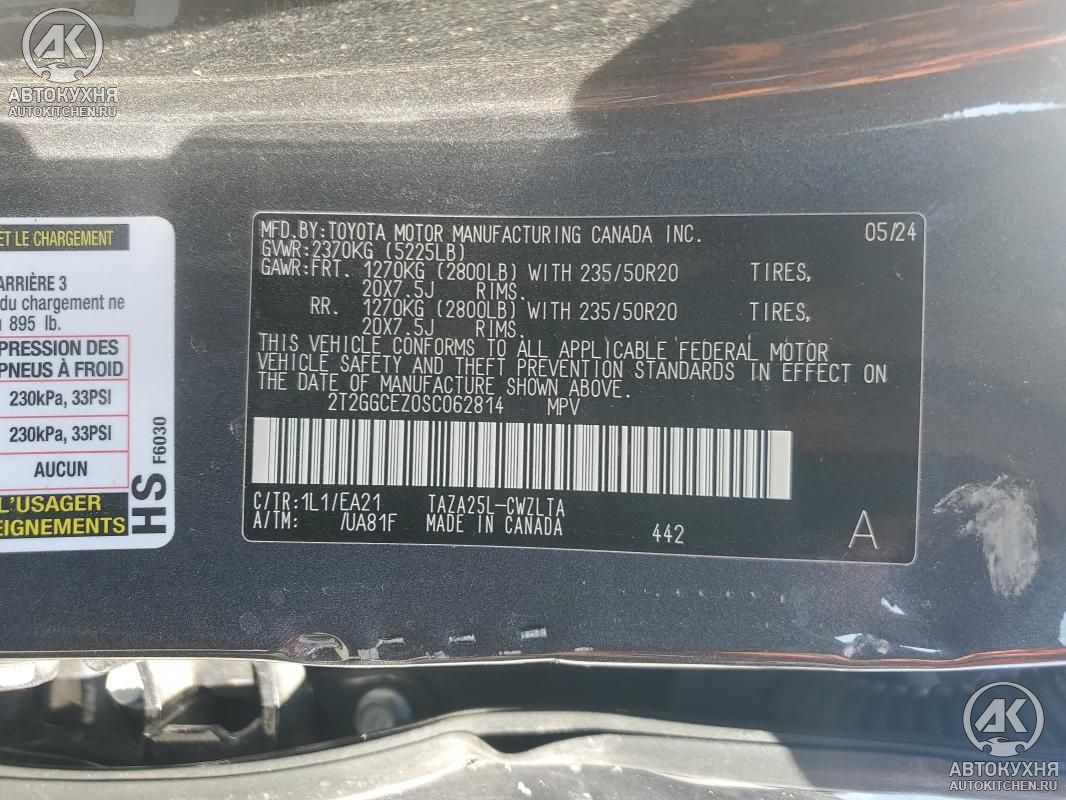 AK
АВТОКУХНЯ
AUTOKITCHEN.RU
ET LE CHARGEMENT
ARRIÈRE 3
du chargement ne
895 lb.
PRESSION DES
PNEUS À FROID
230kPa, 33PSI
230kPa, 33PSI
AUCUN
L'USAGER
EIGNEMENTS
HS F6030
MFD.BY:TOYOTA MOTOR MANUFACTURING CANADA INC. 05/24
GVWR:2370KG (5225LB)
GAWR:FRT. 1270KG (2800LB) WITH 235/50R20 TIRES,
20X7.5J RIMS.
RR. 1270KG (2800LB) WITH 235/50R20 TIRES,
20X7.5J RIMS.
THIS VEHICLE CONFORMS TO ALL APPLICABLE FEDERAL MOTOR
VEHICLE SAFETY AND THEFT PREVENTION STANDARDS IN EFFECT ON
THE DATE OF MANUFACTURE SHOWN ABOVE.
2T2GGCEZ0SC062814 MPV
C/TR:1L1/EA21 TAZA25L-CWZLTA
A/TM: /UA81F MADE IN CANADA 442 A
AK
АВТОКУХНЯ
AUTOKITCHEN.RU